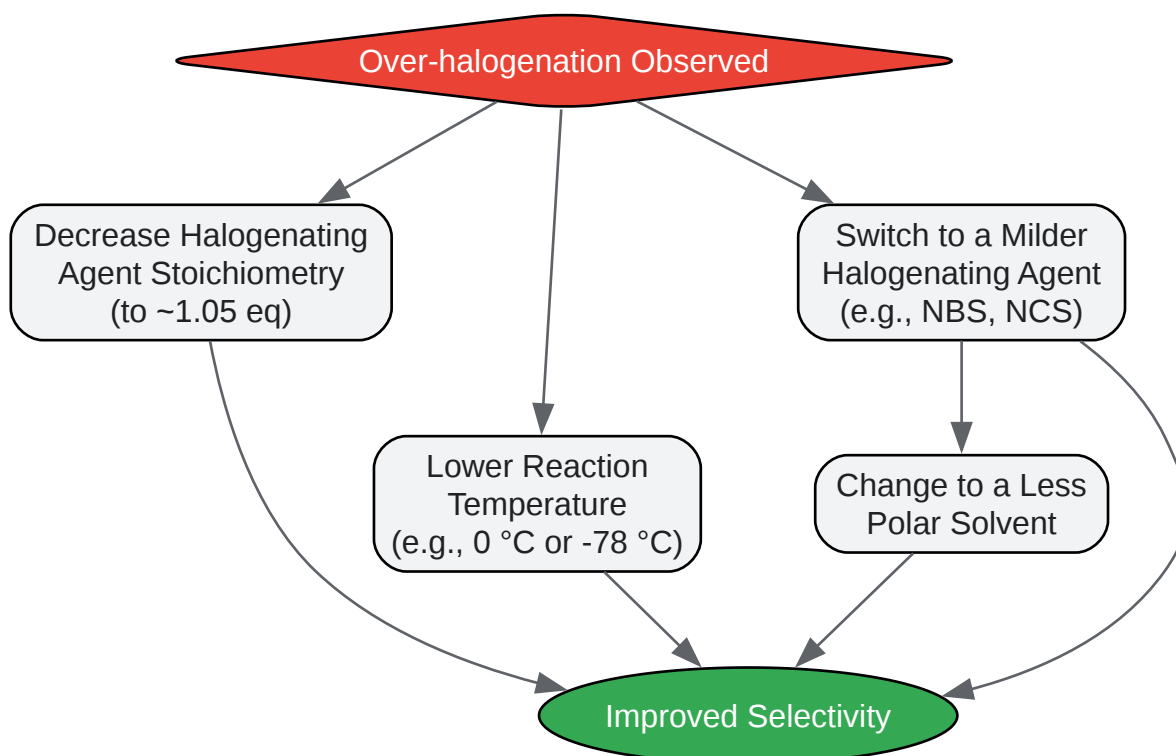 Over-halogenation Observed
Decrease Halogenating
Agent Stoichiometry
(to ~1.05 eq)
Switch to a Milder
Halogenating Agent
(e.g., NBS, NCS)
Lower Reaction
Temperature
(e.g., 0 °C or -78 °C)
Change to a Less
Polar Solvent
Improved Selectivity